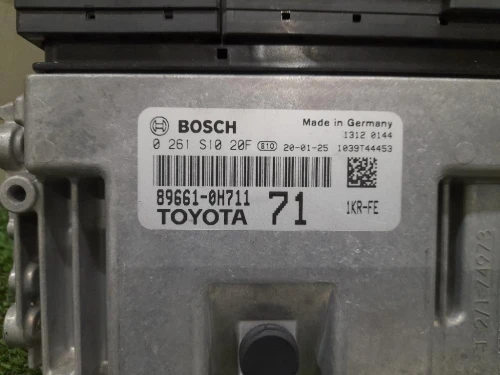 BOSCH
Made in Germany
1312 0144
0 261 S10 20F 810 20-01-25 1039T44453
89661-0H711
TOYOTA 71 1KR-FE